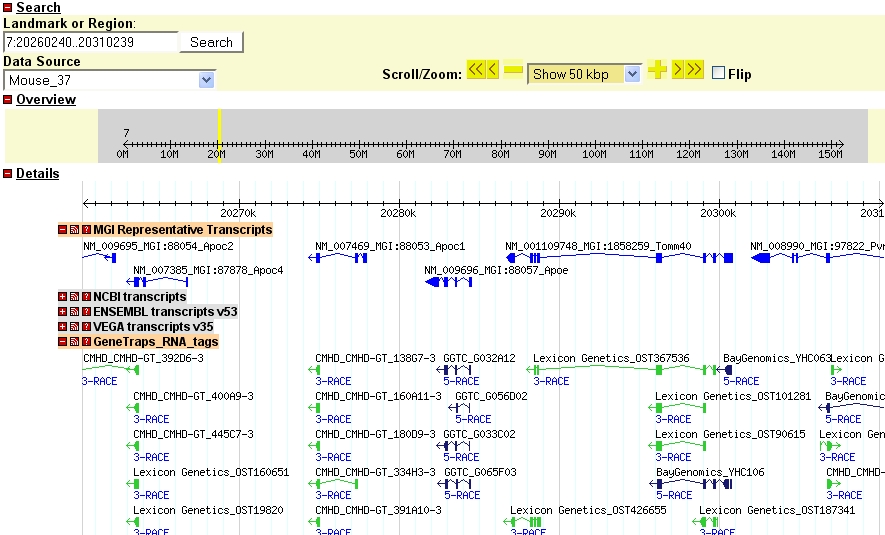 Search
Landmark or Region:
7:20260240..20310239 Search
Data Source
Mouse_37 Scroll/Zoom: Show 50 kbp Flip
Overview
7
0M 10M 20M 30M 40M 50M 60M 70M 80M 90M 100M 110M 120M 130M 140M 150M
Details
20270k 20280k 20290k 20300k 2031
MGI Representative Transcripts
NM_009695_MGI:88054_Apoc2 NM_007469_MGI:88053_Apoc1 NM_001109748_MGI:1858259_Tomm40 NM_008990_MGI:97822_Pvr
NM_007385_MGI:87878_Apoc4 NM_009696_MGI:88057_Apoe
NCBI transcripts
ENSEMBL transcripts v53
VEGA transcripts v35
GeneTraps_RNA_tags
CMHD_CMHD-GT_392D6-3 CMHD_CMHD-GT_138G7-3 GGTC_G032A12 Lexicon Genetics_OST367536 BayGenomics_YHC063 Lexicon G
3-RACE 3-RACE 5-RACE 3-RACE 5-RACE 3-RACE
CMHD_CMHD-GT_400A9-3 CMHD_CMHD-GT_160A11-3 GGTC_G056D02 Lexicon Genetics_OST101281 BayGenomic
3-RACE 3-RACE 5-RACE 3-RACE 5-RACE
CMHD_CMHD-GT_445C7-3 CMHD_CMHD-GT_180D9-3 GGTC_G033C02 Lexicon Genetics_OST90615 Lexicon Gen
3-RACE 3-RACE 5-RACE 3-RACE 3-RACE
Lexicon Genetics_OST160651 CMHD_CMHD-GT_334H3-3 GGTC_G065F03 BayGenomics_YHC106 CMHD_CMHD-
3-RACE 3-RACE 5-RACE 5-RACE 3-RACE
Lexicon Genetics_OST19820 CMHD_CMHD-GT_391A10-3 Lexicon Genetics_OST426655 Lexicon Genetics_OST187341
3-RACE 3-RACE 3-RACE 3-RACE